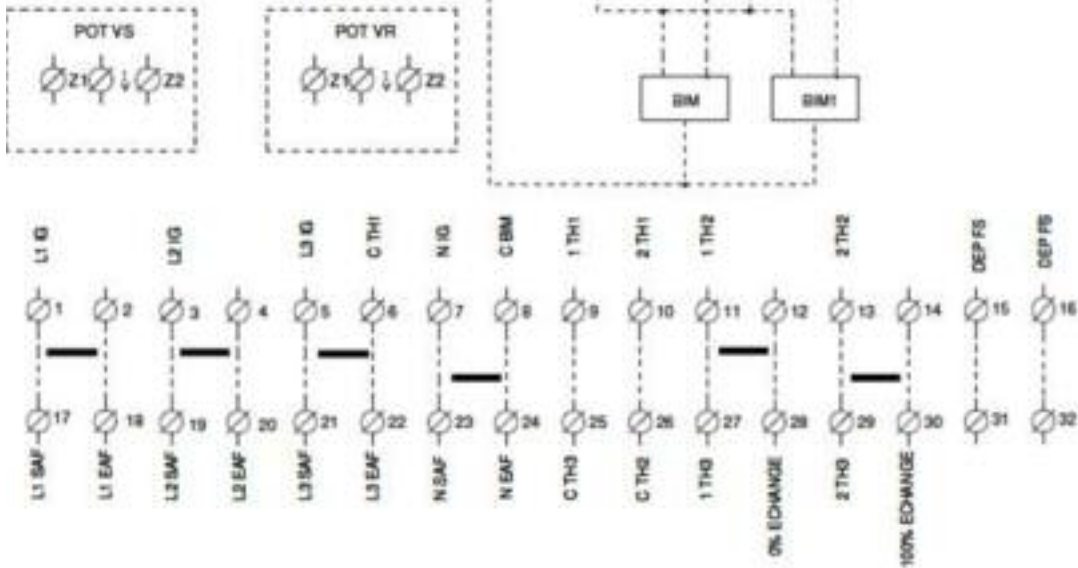 POT VS
POT VR
Z1 Z2
Z1 Z2
BIM
BIM1
L1 IG
L2 IG
L3 IG
C TH1
N IG
C BIM
1 TH1
2 TH1
1 TH2
2 TH2
DEP FS
DEP FS
1 2 3 4 5 6 7 8 9 10 11 12 13 14 15 16
17 18 19 20 21 22 23 24 25 26 27 28 29 30 31 32
L1 SAF
L1 EAF
L2 SAF
L2 EAF
L3 SAF
L3 EAF
N SAF
N EAF
C TH3
C TH2
1 TH3
0% ECHANGE
2 TH3
100% ECHANGE